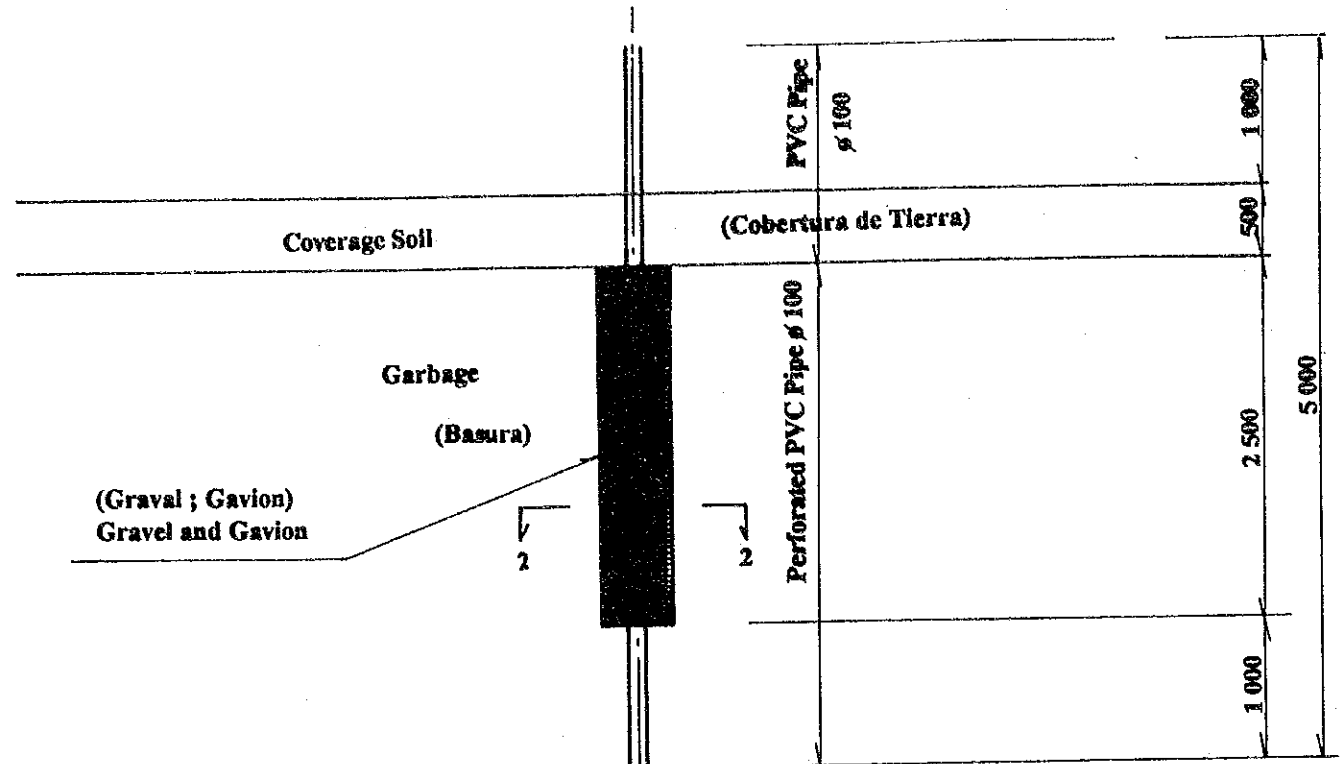 PVC Pipe
ø 100
1 000
Coverage Soil
(Cobertura de Tierra)
500
Garbage
(Basura)
(Graval ; Gavion)
Gravel and Gavion
2
2
Perforated PVC Pipe ø 100
2 500
5 000
1 000